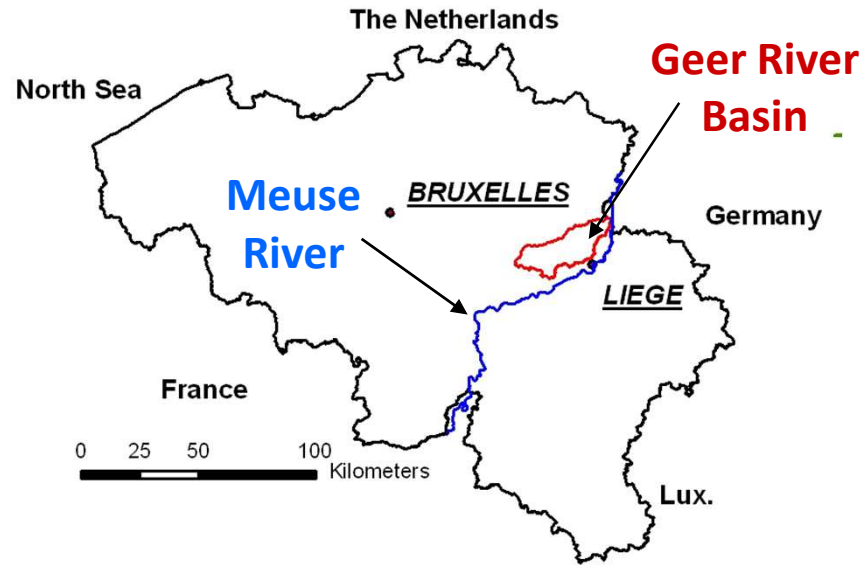 The Netherlands
North Sea
Geer River
Basin
BRUXELLES
Meuse
River
Germany
LIEGE
France
0 25 50 100
Kilometers
Lux.